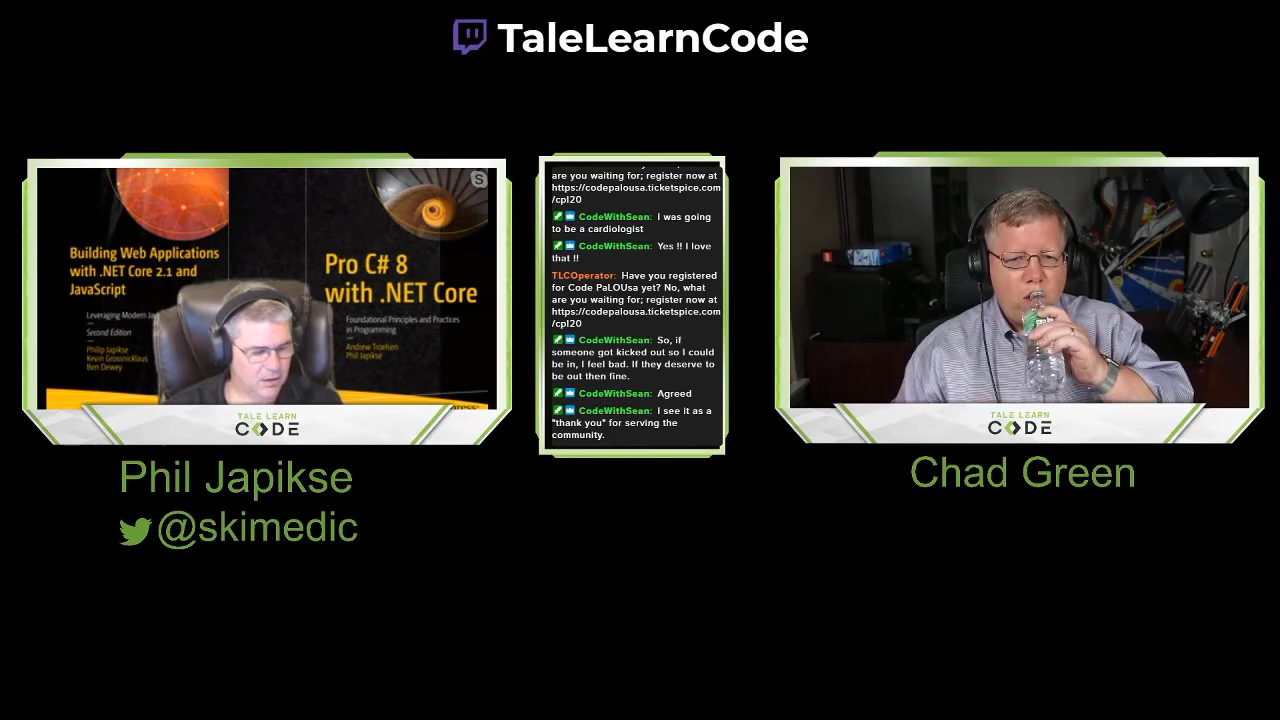 TaleLearnCode
Building Web Applications
with .NET Core 2.1 and
JavaScript
Leveraging Modern
Second Edition
Philip Japikse
Kevin Grossnicklaus
Ben Dewey
Pro C# 8
with .NET Core
Foundational Principles and Practices
in Programming
Andrew Troelsen
Phil Japikse
TALE LEARN
CODE
Phil Japikse
@skimedic
are you waiting for; register now at
https://codepalousa.ticketspice.com
/cpl20
CodeWithSean: I was going
to be a cardiologist
CodeWithSean: Yes !! I love
that !!
TLCOperator: Have you registered
for Code PaLOUsa yet? No, what
are you waiting for; register now at
https://codepalousa.ticketspice.com
/cpl20
CodeWithSean: So, if
someone got kicked out so I could
be in, I feel bad. If they deserve to
be out then fine.
CodeWithSean: Agreed
CodeWithSean: I see it as a
"thank you" for serving the
community.
TALE LEARN
CODE
Chad Green